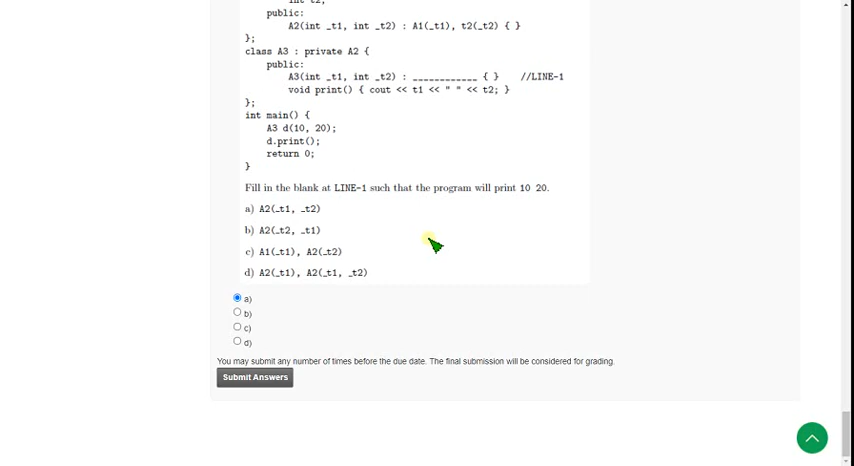 int t2;
public:
A2(int _t1, int _t2) : A1(_t1), t2(_t2) { }
};
class A3 : private A2 {
public:
A3(int _t1, int _t2) : ____________ { } //LINE-1
void print() { cout << t1 << " " << t2; }
};
int main() {
A3 d(10, 20);
d.print();
return 0;
}
Fill in the blank at LINE-1 such that the program will print 10 20.
a) A2(_t1, _t2)
b) A2(_t2, _t1)
c) A1(_t1), A2(_t2)
d) A2(_t1), A2(_t1, _t2)
a)
b)
c)
d)
You may submit any number of times before the due date. The final submission will be considered for grading.
Submit Answers